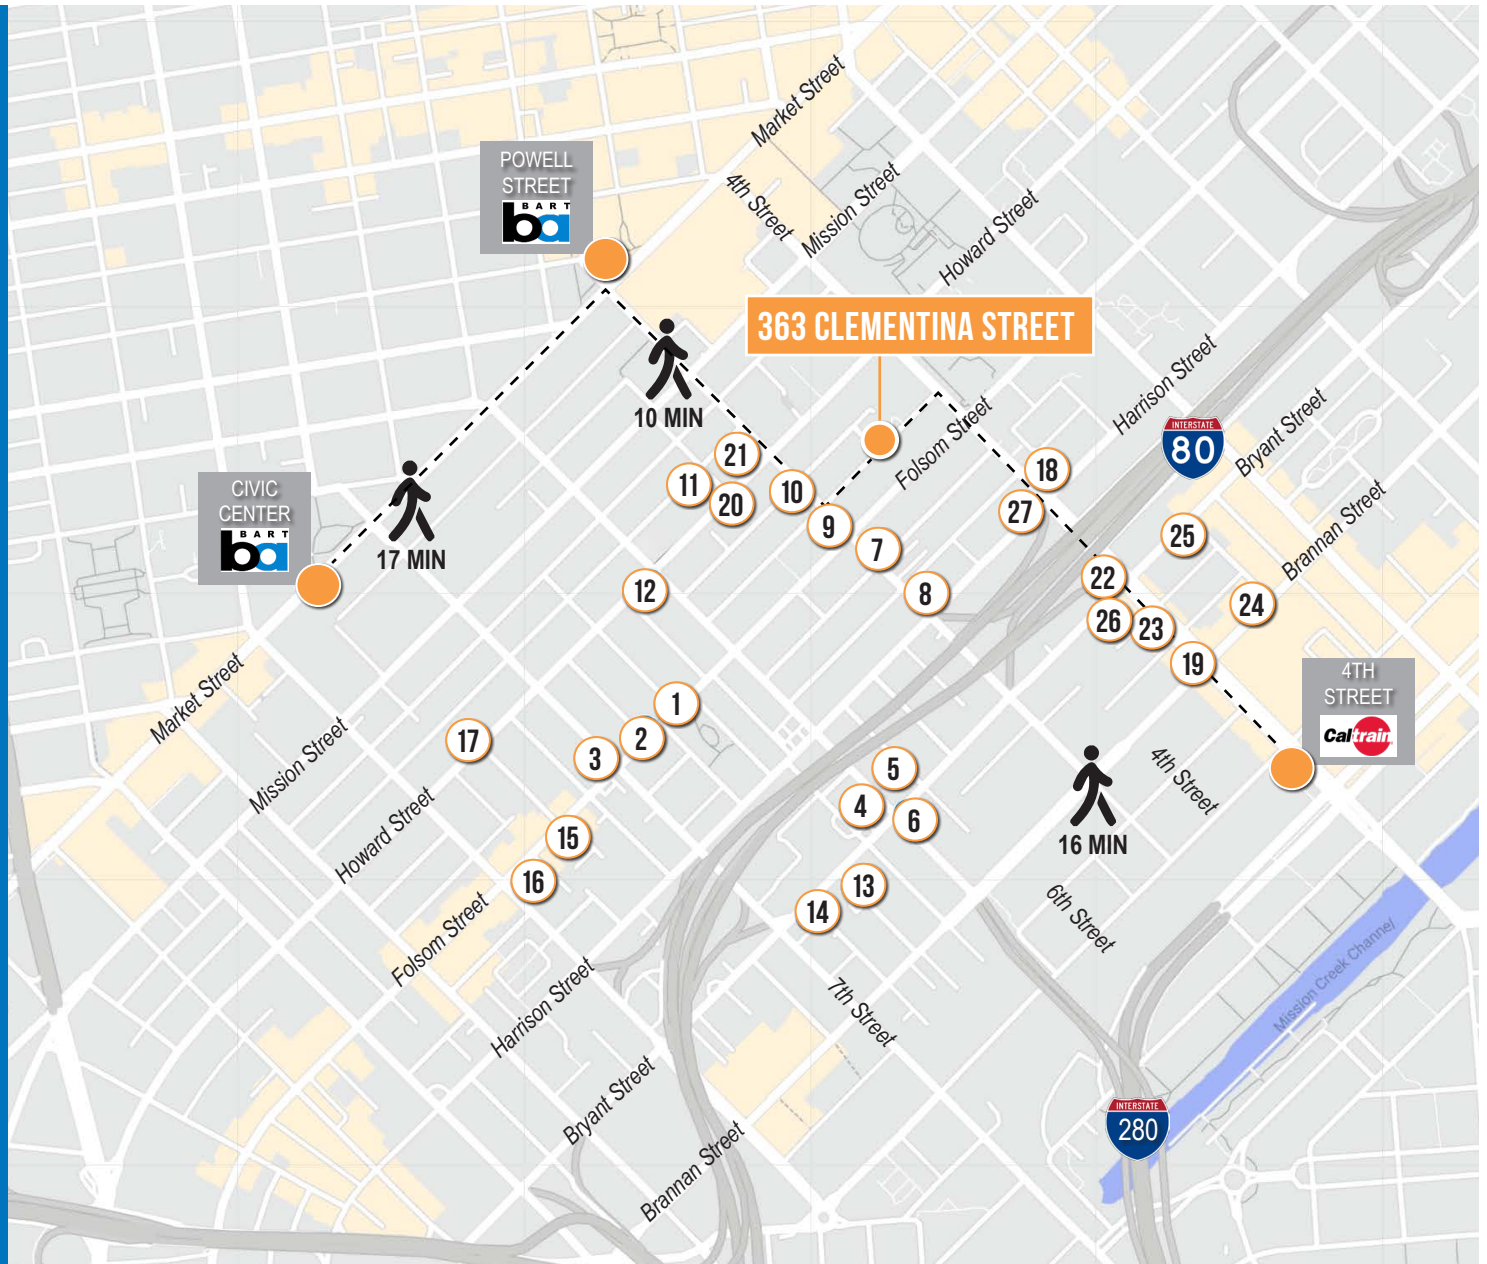 Market Street
POWELL
STREET
BART
ba
4th Street
Mission Street
Howard Street
363 CLEMENTINA STREET
10 MIN
Harrison Street
Folsom Street
INTERSTATE
80
Bryant Street
CIVIC
CENTER
BART
ba
17 MIN
21
11
20
10
9
7
18
27
25
Brannan Street
12
8
22
24
26
23
19
4TH
STREET
Caltrain
Market Street
Mission Street
17
1
2
3
5
4
6
4th Street
16 MIN
Howard Street
15
16
13
14
6th Street
Folsom Street
Harrison Street
7th Street
Mission Creek Channel
Bryant Street
INTERSTATE
280
Brannan Street